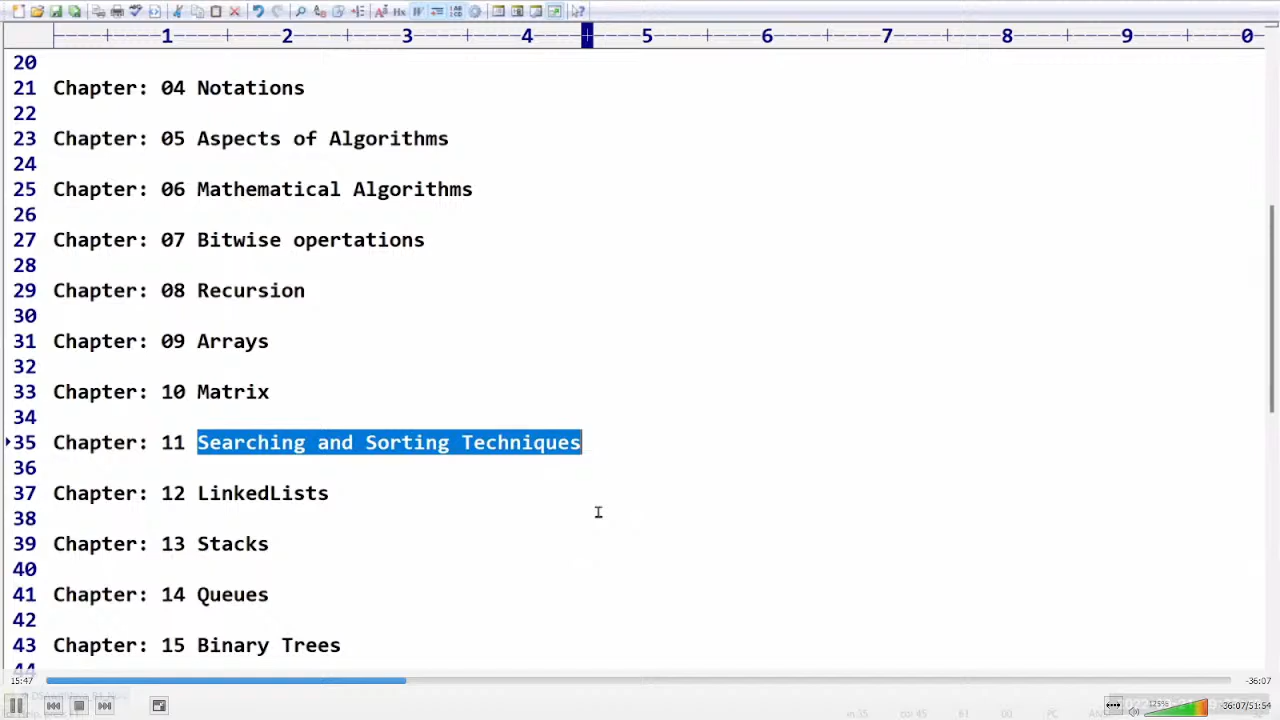 1 2 3 4 5 6 7 8 9 0
20
21 Chapter: 04 Notations
22
23 Chapter: 05 Aspects of Algorithms
24
25 Chapter: 06 Mathematical Algorithms
26
27 Chapter: 07 Bitwise opertations
28
29 Chapter: 08 Recursion
30
31 Chapter: 09 Arrays
32
33 Chapter: 10 Matrix
34
35 Chapter: 11 Searching and Sorting Techniques
36
37 Chapter: 12 LinkedLists
38
39 Chapter: 13 Stacks
40
41 Chapter: 14 Queues
42
43 Chapter: 15 Binary Trees
44
15:47 -36:07
125% -36:07/51:54